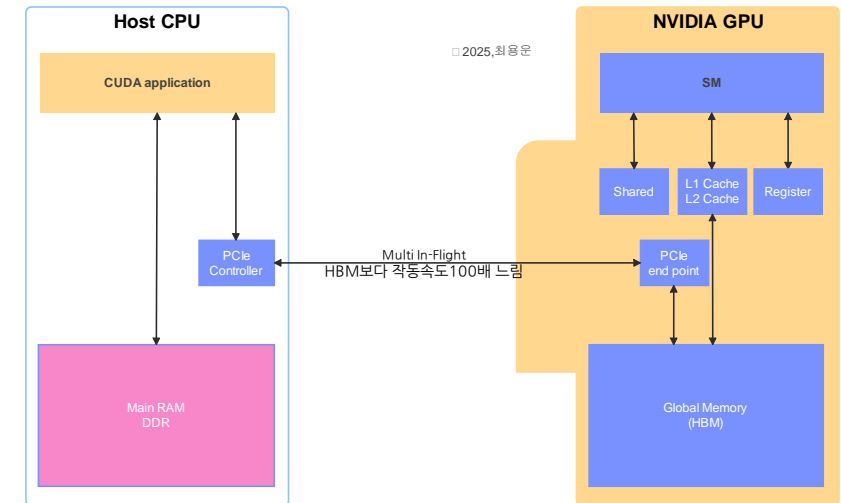 Host CPU
NVIDIA GPU
□ 2025,최용운
CUDA application
SM
Shared
L1 Cache
L2 Cache
Register
PCIe
Controller
Multi In-Flight
HBM보다 작동속도100배 느림
PCIe
end point
Main RAM
DDR
Global Memory
(HBM)